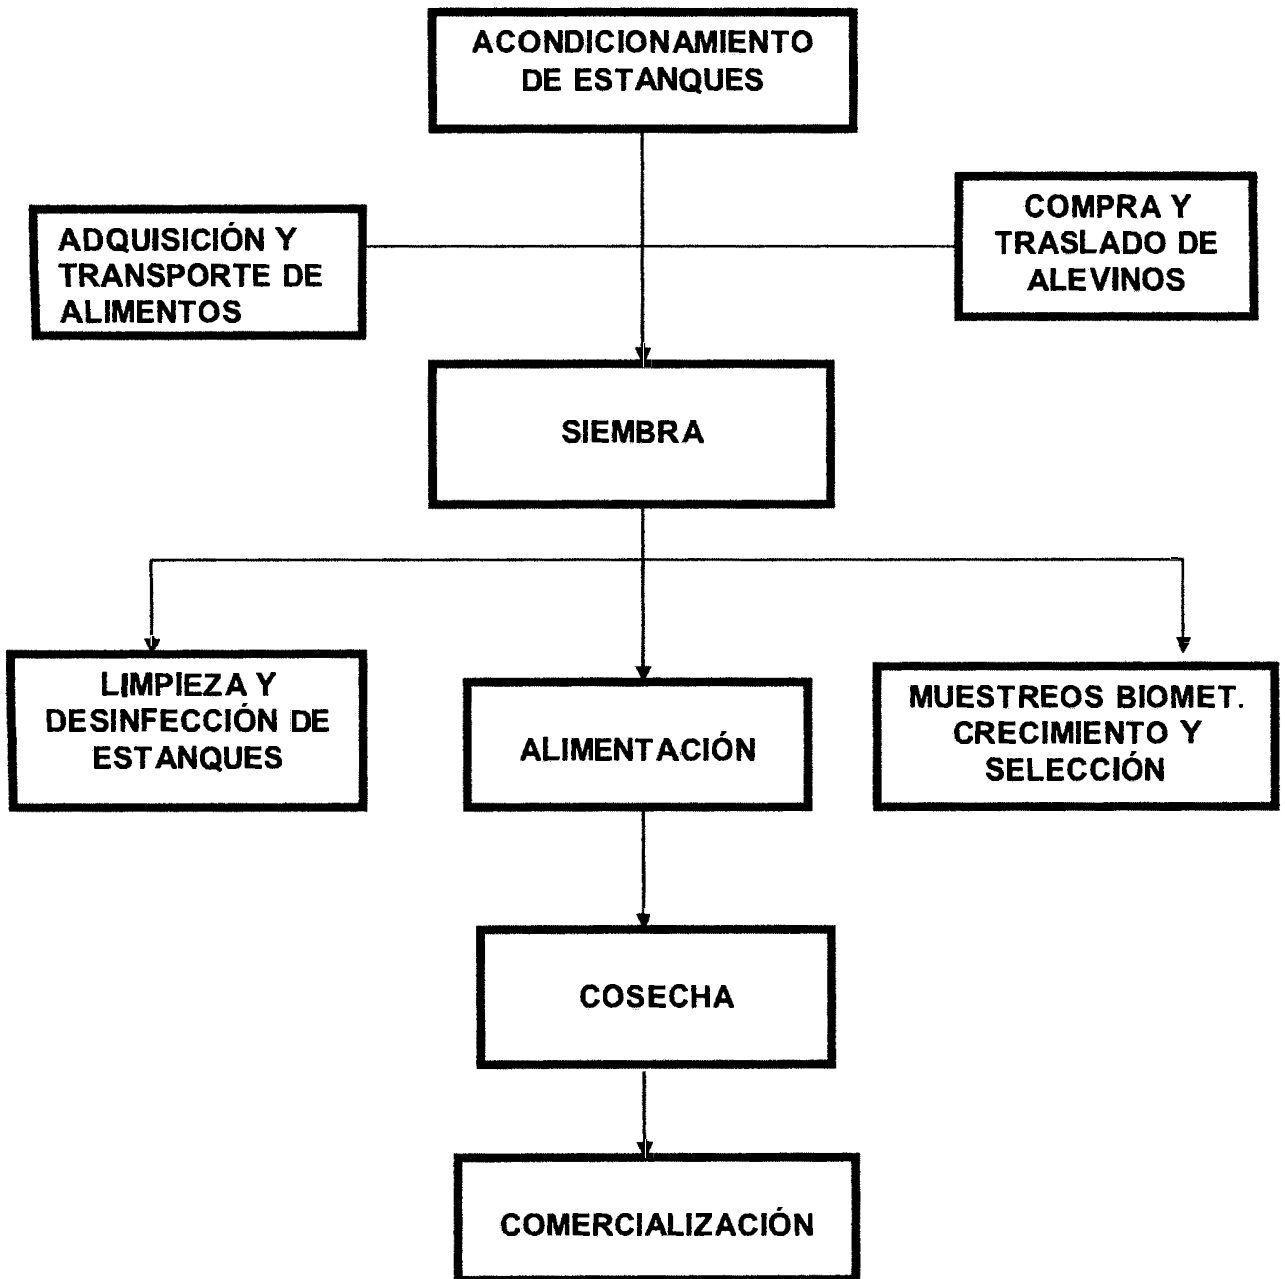 ACONDICIONAMIENTO
DE ESTANQUES
ADQUISICIÓN Y
TRANSPORTE DE
ALIMENTOS
COMPRA Y
TRASLADO DE
ALEVINOS
SIEMBRA
LIMPIEZA Y
DESINFECCIÓN DE
ESTANQUES
ALIMENTACIÓN
MUESTREOS BIOMET.
CRECIMIENTO Y
SELECCIÓN
COSECHA
COMERCIALIZACIÓN